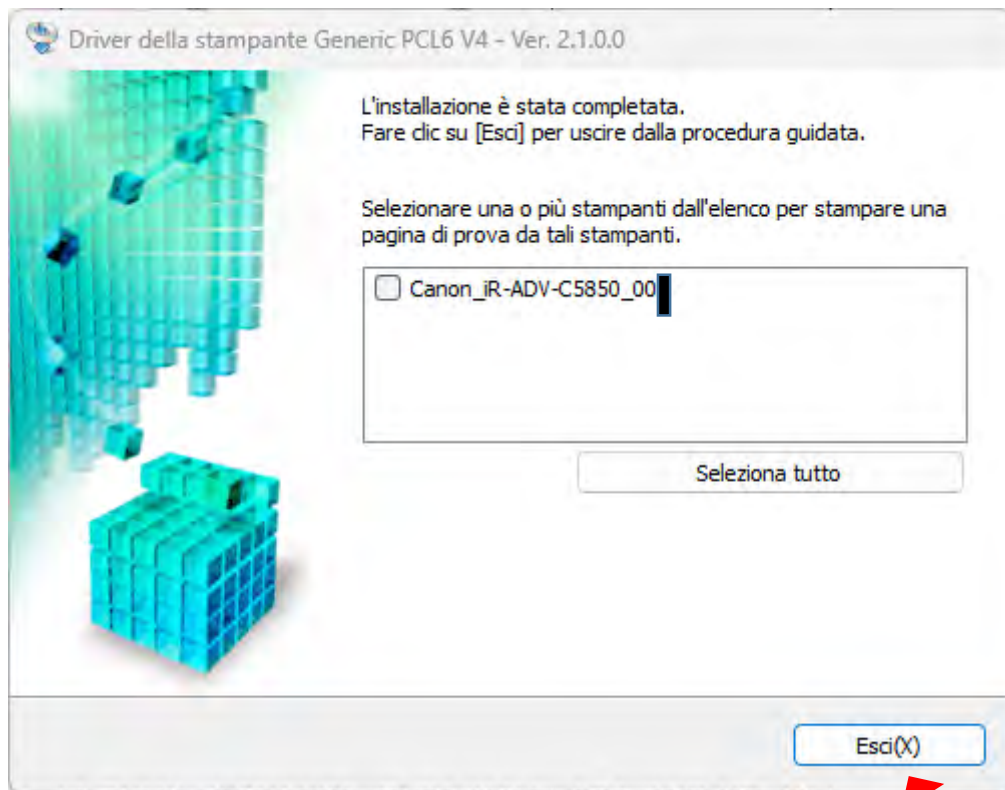 Driver della stampante Generic PCL6 V4 - Ver. 2.1.0.0
L'installazione è stata completata.
Fare clic su [Esci] per uscire dalla procedura guidata.
Selezionare una o più stampanti dall'elenco per stampare una
pagina di prova da tali stampanti.
Canon_iR-ADV-C5850_00
Seleziona tutto
Esci(X)